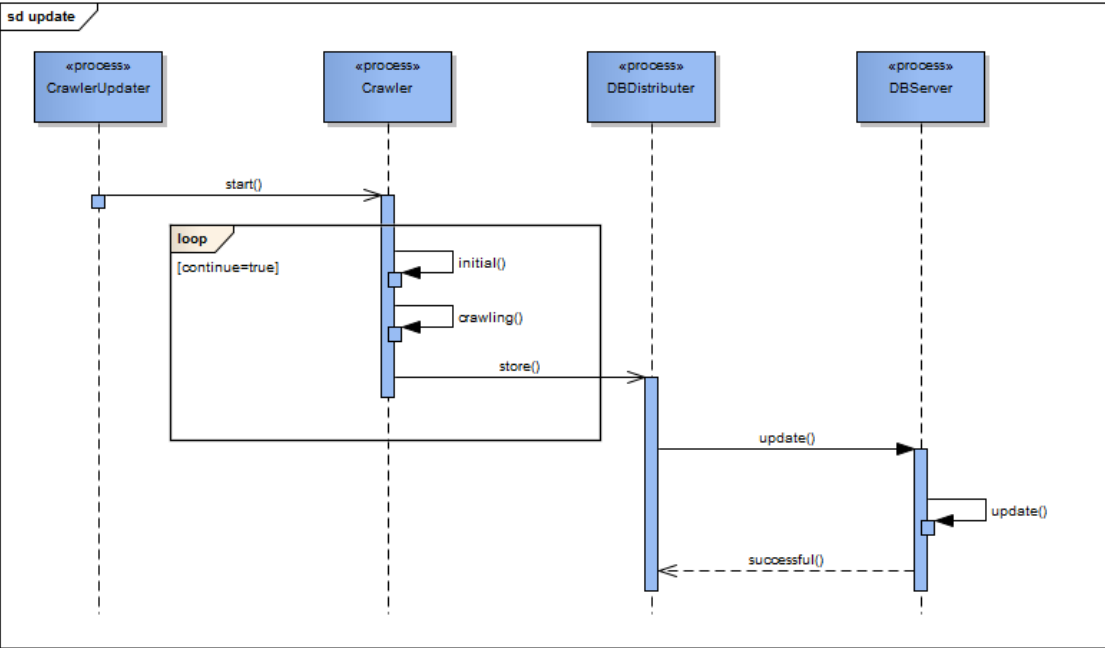 sd update
«process»
CrawlerUpdater
«process»
Crawler
«process»
DBDistributer
«process»
DBServer
start()
loop
[continue=true]
initial()
crawling()
store()
update()
update()
successful()